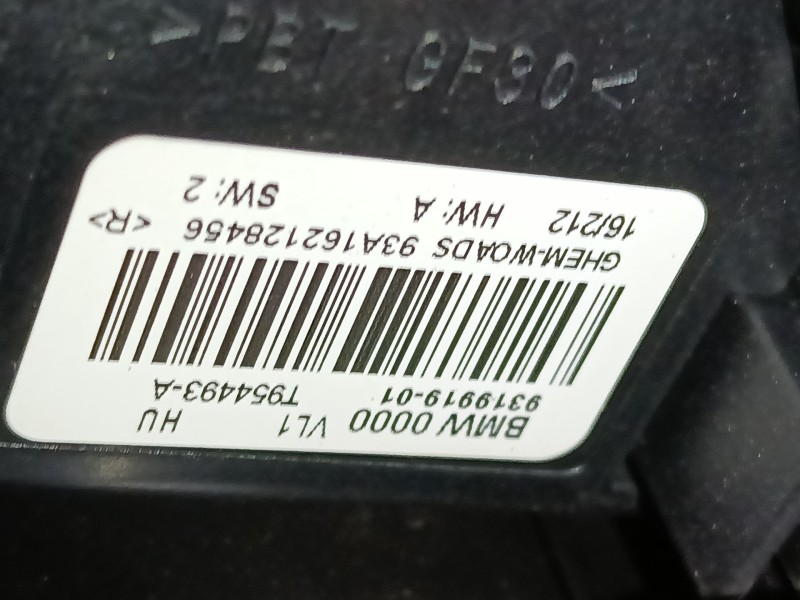 >PET GF30<
BMW 0000 VL1 HU
9319919-01 T954493-A
GHEM-WOADS 93A162128456 <R>
16/212 HW: A SW: 2